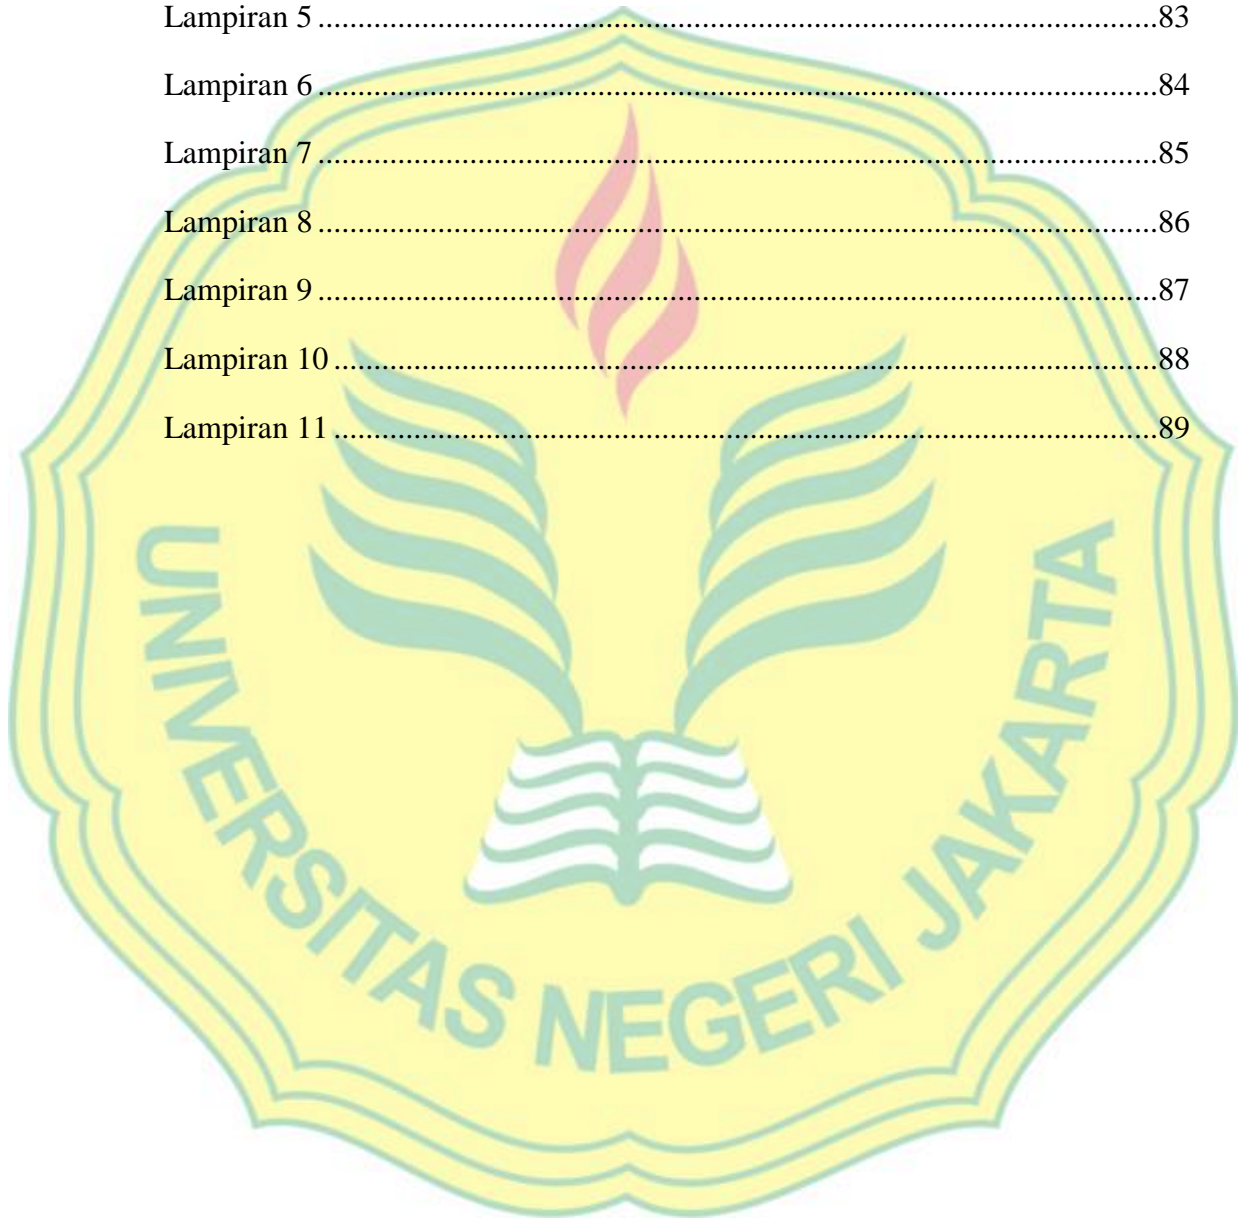 Lampiran 5 ........................................................................................................83
Lampiran 6 ........................................................................................................84
Lampiran 7 ........................................................................................................85
Lampiran 8 ........................................................................................................86
Lampiran 9 ........................................................................................................87
Lampiran 10 ......................................................................................................88
Lampiran 11 ......................................................................................................89
UNIVERSITAS NEGERI JAKARTA